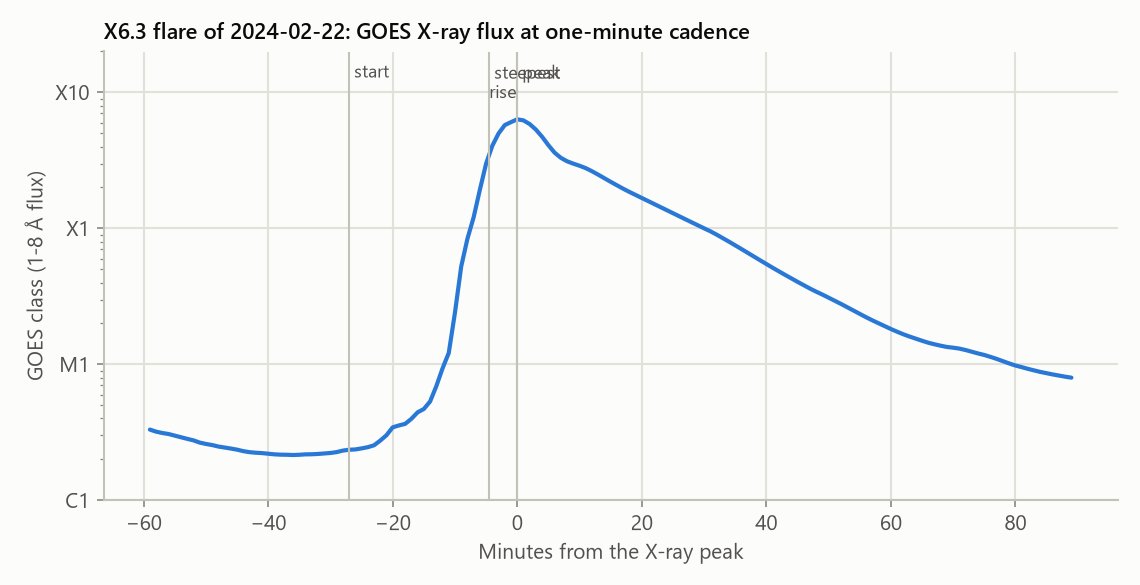 X6.3 flare of 2024-02-22: GOES X-ray flux at one-minute cadence
start
steepest
peak
rise
GOES class (1-8 Å flux)
X10
X1
M1
C1
−60
−40
−20
0
20
40
60
80
Minutes from the X-ray peak